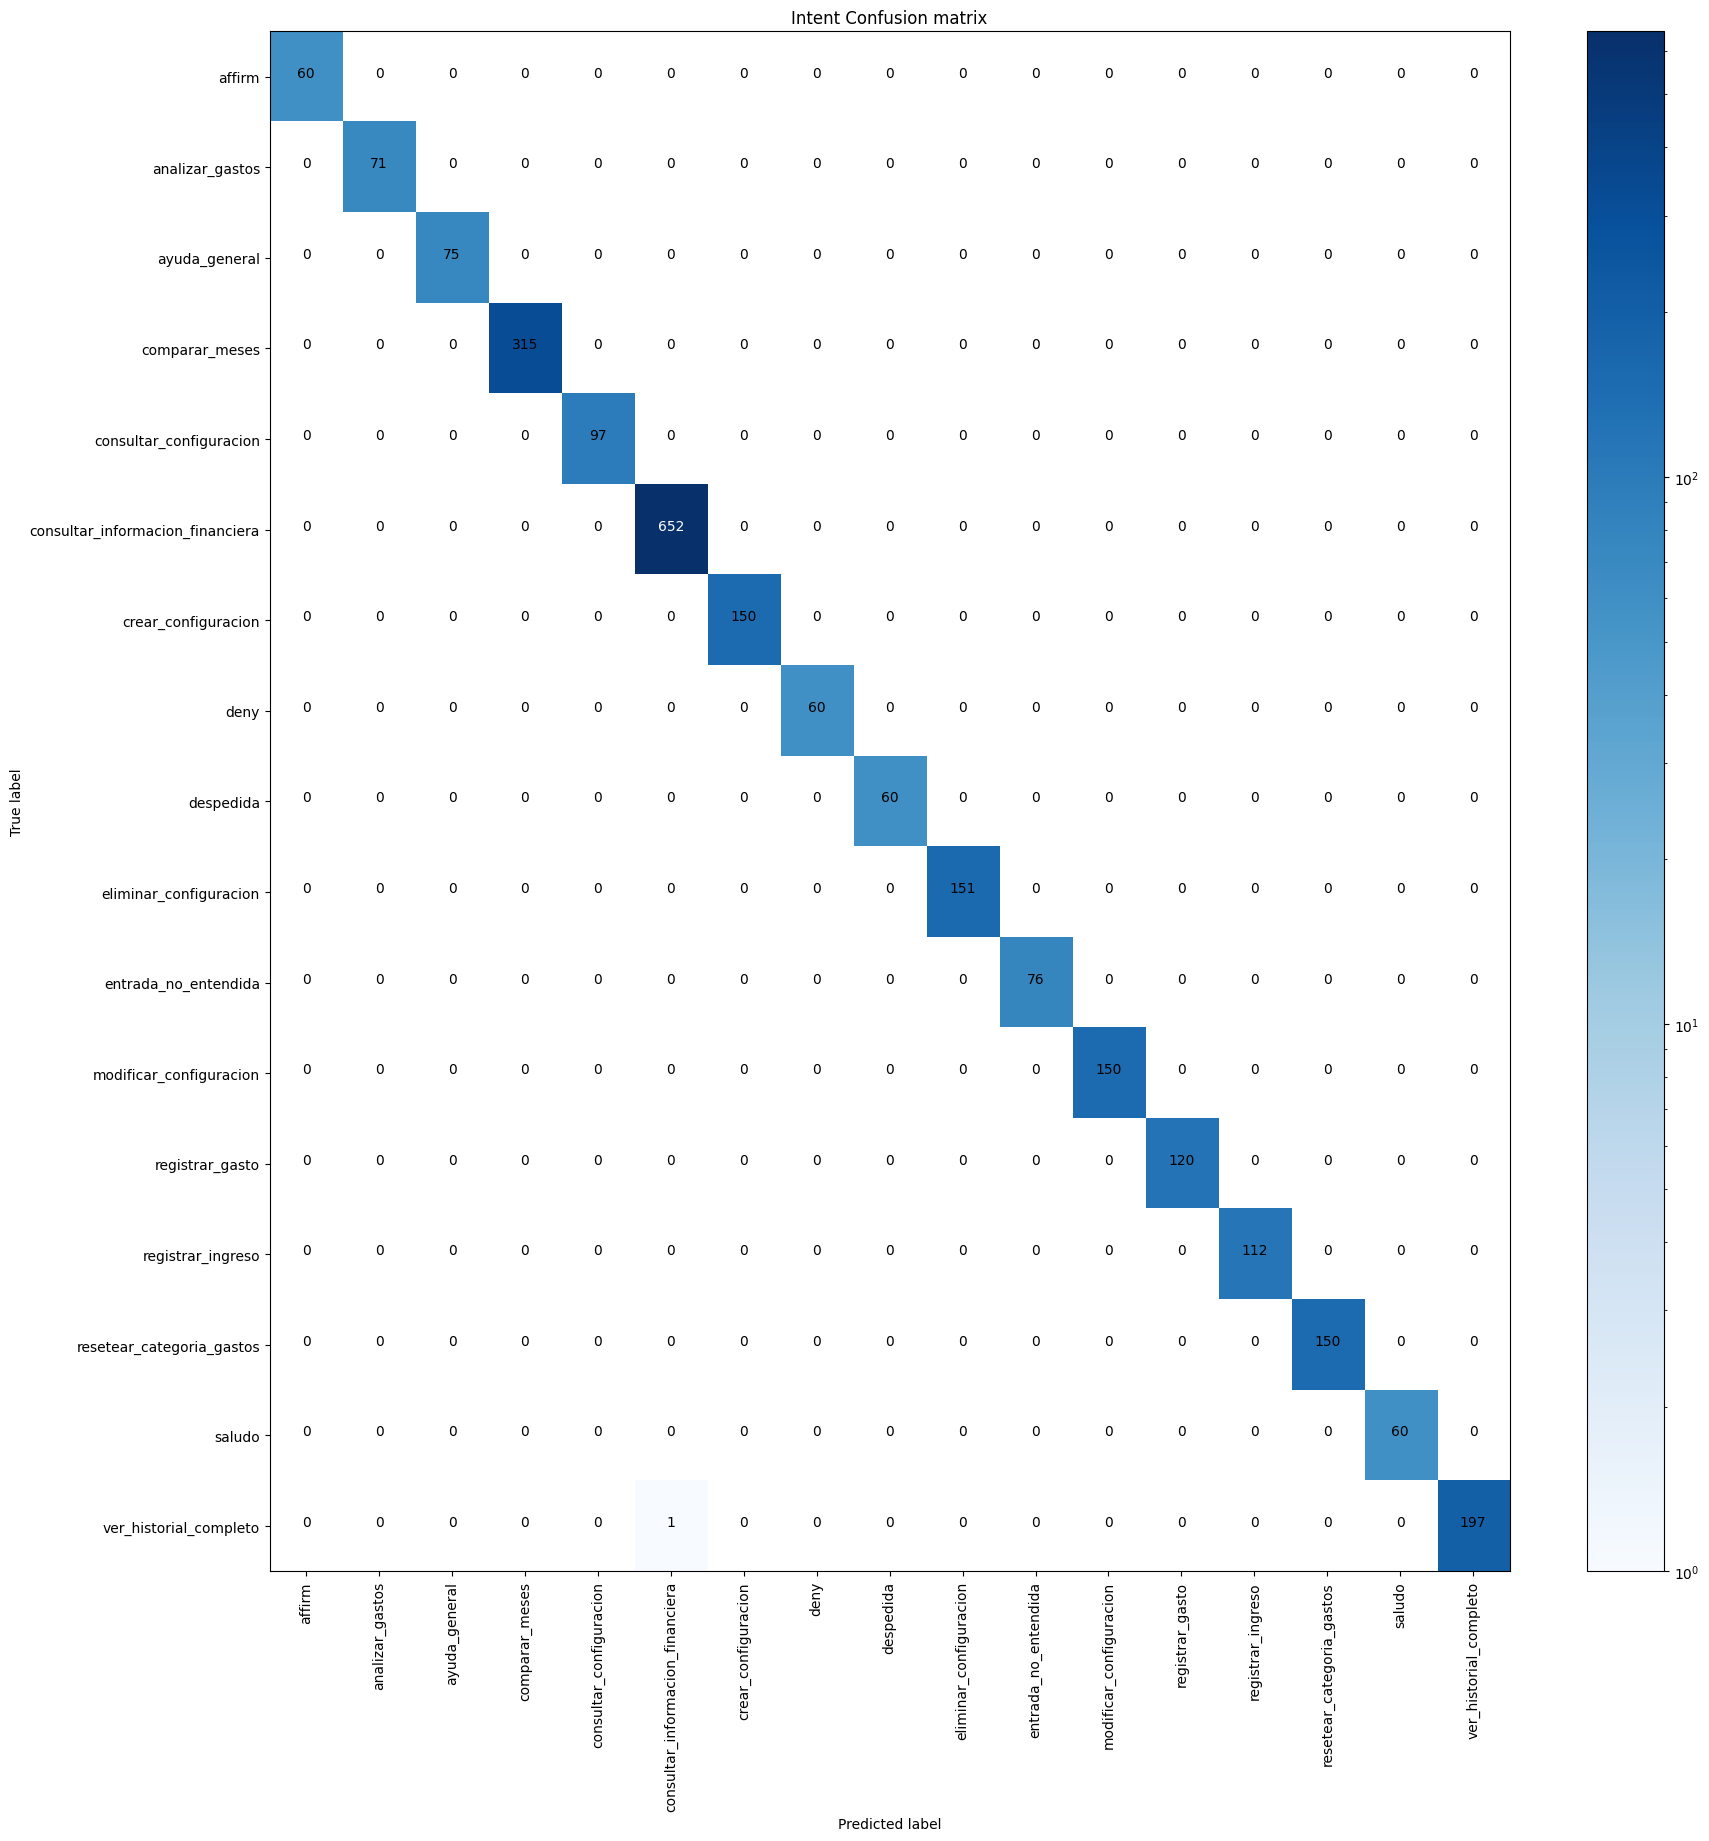 Intent Confusion matrix
affirm 60 0 0 0 0 0 0 0 0 0 0 0 0 0 0 0 0
analizar_gastos 0 71 0 0 0 0 0 0 0 0 0 0 0 0 0 0 0
ayuda_general 0 0 75 0 0 0 0 0 0 0 0 0 0 0 0 0 0
comparar_meses 0 0 0 315 0 0 0 0 0 0 0 0 0 0 0 0 0
consultar_configuracion 0 0 0 0 97 0 0 0 0 0 0 0 0 0 0 0 0
10²
consultar_informacion_financiera 0 0 0 0 0 652 0 0 0 0 0 0 0 0 0 0 0
crear_configuracion 0 0 0 0 0 0 150 0 0 0 0 0 0 0 0 0 0
deny 0 0 0 0 0 0 0 60 0 0 0 0 0 0 0 0 0
True label
despedida 0 0 0 0 0 0 0 0 60 0 0 0 0 0 0 0 0
eliminar_configuracion 0 0 0 0 0 0 0 0 0 151 0 0 0 0 0 0 0
entrada_no_entendida 0 0 0 0 0 0 0 0 0 0 76 0 0 0 0 0 0
10¹
modificar_configuracion 0 0 0 0 0 0 0 0 0 0 0 150 0 0 0 0 0
registrar_gasto 0 0 0 0 0 0 0 0 0 0 0 0 120 0 0 0 0
registrar_ingreso 0 0 0 0 0 0 0 0 0 0 0 0 0 112 0 0 0
resetear_categoria_gastos 0 0 0 0 0 0 0 0 0 0 0 0 0 0 150 0 0
saludo 0 0 0 0 0 0 0 0 0 0 0 0 0 0 0 60 0
ver_historial_completo 0 0 0 0 0 1 0 0 0 0 0 0 0 0 0 0 197
10⁰
affirm
analizar_gastos
ayuda_general
comparar_meses
consultar_configuracion
consultar_informacion_financiera
crear_configuracion
deny
despedida
eliminar_configuracion
entrada_no_entendida
modificar_configuracion
registrar_gasto
registrar_ingreso
resetear_categoria_gastos
saludo
ver_historial_completo
Predicted label